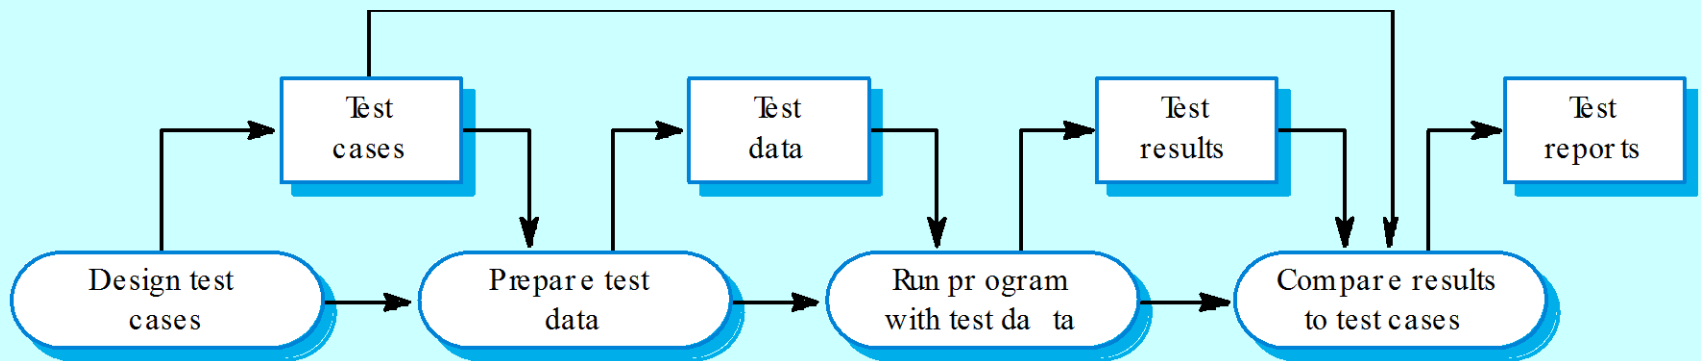 Test
cases
Test
data
Test
results
Test
reports
Design test
cases
Prepare test
data
Run program
with test data
Compare results
to test cases